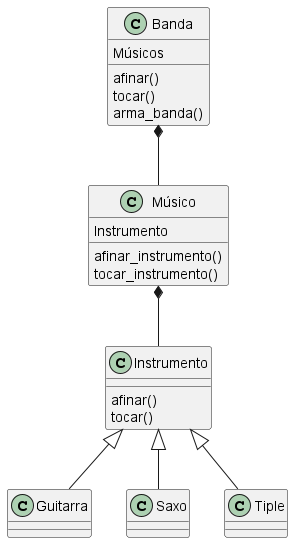 C Banda
Músicos
afinar()
tocar()
arma_banda()
C Músico
Instrumento
afinar_instrumento()
tocar_instrumento()
C Instrumento
afinar()
tocar()
C Guitarra
C Saxo
C Tiple